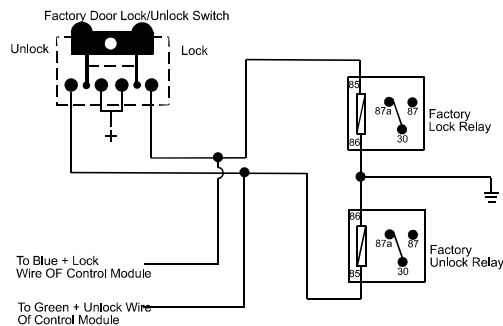 Factory Door Lock/Unlock Switch
Unlock
Lock
+
85
87a
87
30
86
Factory
Lock Relay
86
87a
87
30
85
Factory
Unlock Relay
To Blue + Lock
Wire OF Control Module
To Green + Unlock Wire
Of Control Module